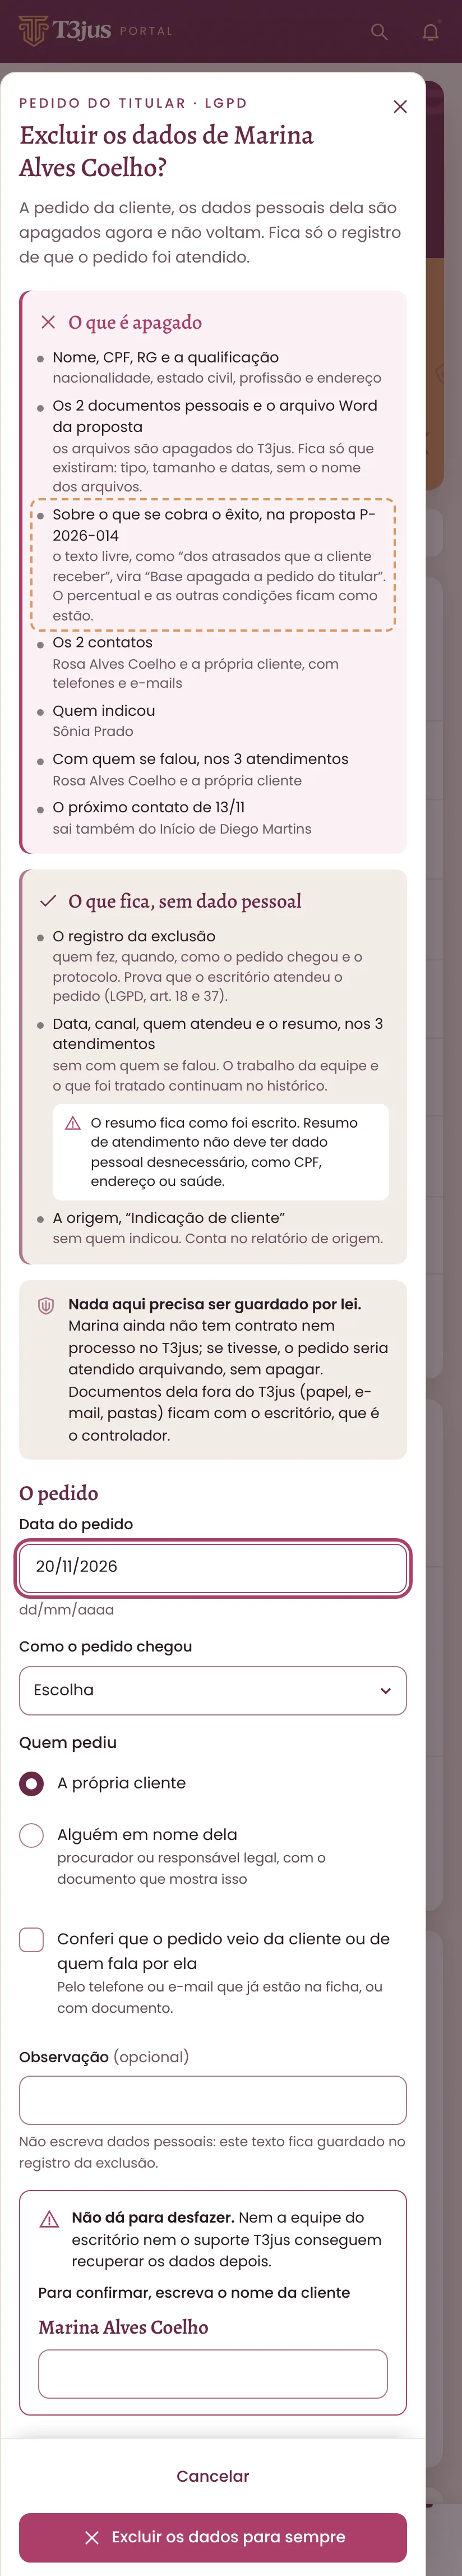 T3jus PORTAL
PEDIDO DO TITULAR · LGPD
Excluir os dados de Marina
Alves Coelho?
A pedido da cliente, os dados pessoais dela são
apagados agora e não voltam. Fica só o registro
de que o pedido foi atendido.
O que é apagado
Nome, CPF, RG e a qualificação
nacionalidade, estado civil, profissão e endereço
Os 2 documentos pessoais e o arquivo Word
da proposta
os arquivos são apagados do T3jus. Fica só que
existiram: tipo, tamanho e datas, sem o nome
dos arquivos.
Sobre o que se cobra o êxito, na proposta P-
2026-014
o texto livre, como “dos atrasados que a cliente
receber”, vira “Base apagada a pedido do titular”.
O percentual e as outras condições ficam como
estão.
Os 2 contatos
Rosa Alves Coelho e a própria cliente, com
telefones e e-mails
Quem indicou
Sônia Prado
Com quem se falou, nos 3 atendimentos
Rosa Alves Coelho e a própria cliente
O próximo contato de 13/11
sai também do Início de Diego Martins
O que fica, sem dado pessoal
O registro da exclusão
quem fez, quando, como o pedido chegou e o
protocolo. Prova que o escritório atendeu o
pedido (LGPD, art. 18 e 37).
Data, canal, quem atendeu e o resumo, nos 3
atendimentos
sem com quem se falou. O trabalho da equipe e
o que foi tratado continuam no histórico.
O resumo fica como foi escrito. Resumo
de atendimento não deve ter dado
pessoal desnecessário, como CPF,
endereço ou saúde.
A origem, “Indicação de cliente”
sem quem indicou. Conta no relatório de origem.
Nada aqui precisa ser guardado por lei.
Marina ainda não tem contrato nem
processo no T3jus; se tivesse, o pedido seria
atendido arquivando, sem apagar.
Documentos dela fora do T3jus (papel, e-
mail, pastas) ficam com o escritório, que é
o controlador.
O pedido
Data do pedido
20/11/2026
dd/mm/aaaa
Como o pedido chegou
Escolha
Quem pediu
A própria cliente
Alguém em nome dela
procurador ou responsável legal, com o
documento que mostra isso
Conferi que o pedido veio da cliente ou de
quem fala por ela
Pelo telefone ou e-mail que já estão na ficha, ou
com documento.
Observação (opcional)
Não escreva dados pessoais: este texto fica guardado no
registro da exclusão.
Não dá para desfazer. Nem a equipe do
escritório nem o suporte T3jus conseguem
recuperar os dados depois.
Para confirmar, escreva o nome da cliente
Marina Alves Coelho
Cancelar
Excluir os dados para sempre